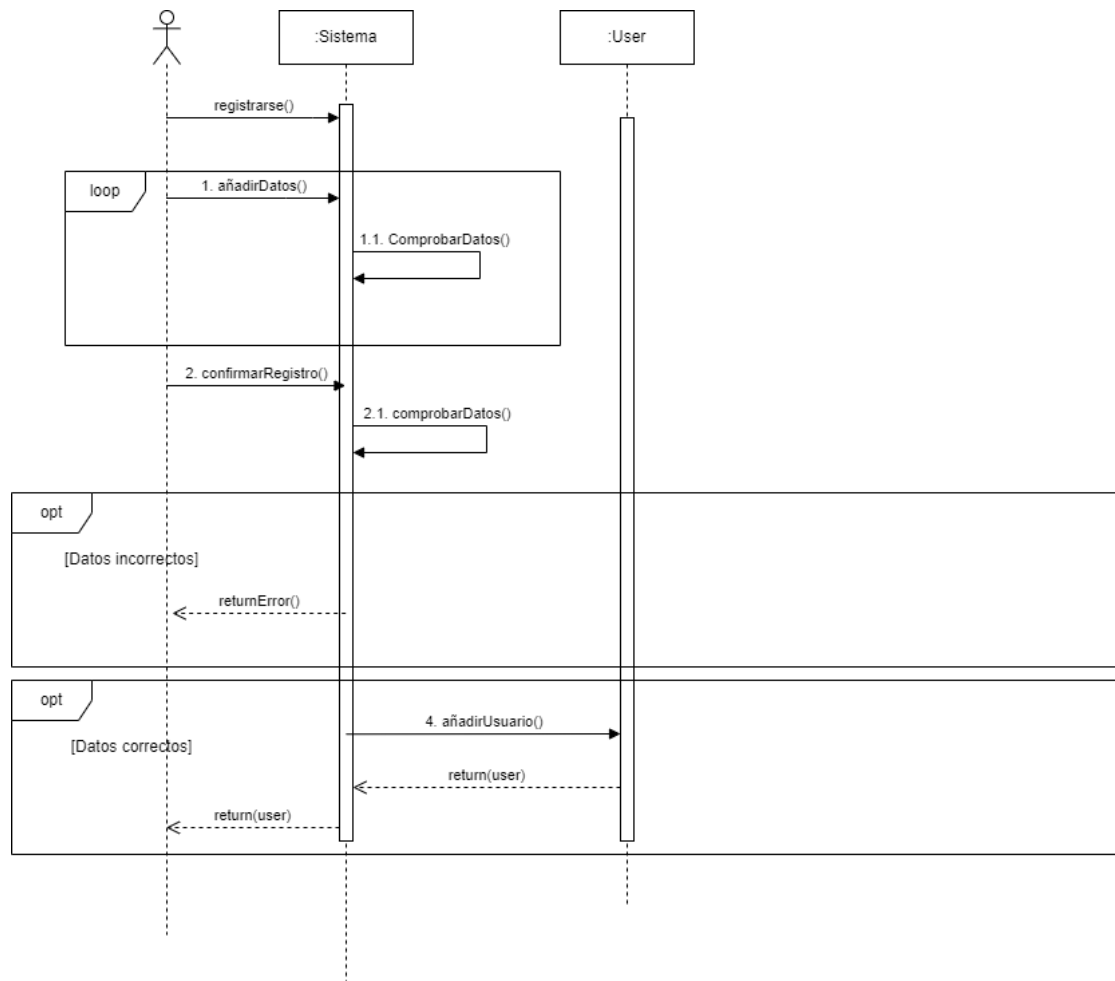 :Sistema
:User
registrarse()
loop
1. añadirDatos()
1.1. ComprobarDatos()
2. confirmarRegistro()
2.1. comprobarDatos()
opt
[Datos incorrectos]
returnError()
opt
4. añadirUsuario()
[Datos correctos]
return(user)
return(user)